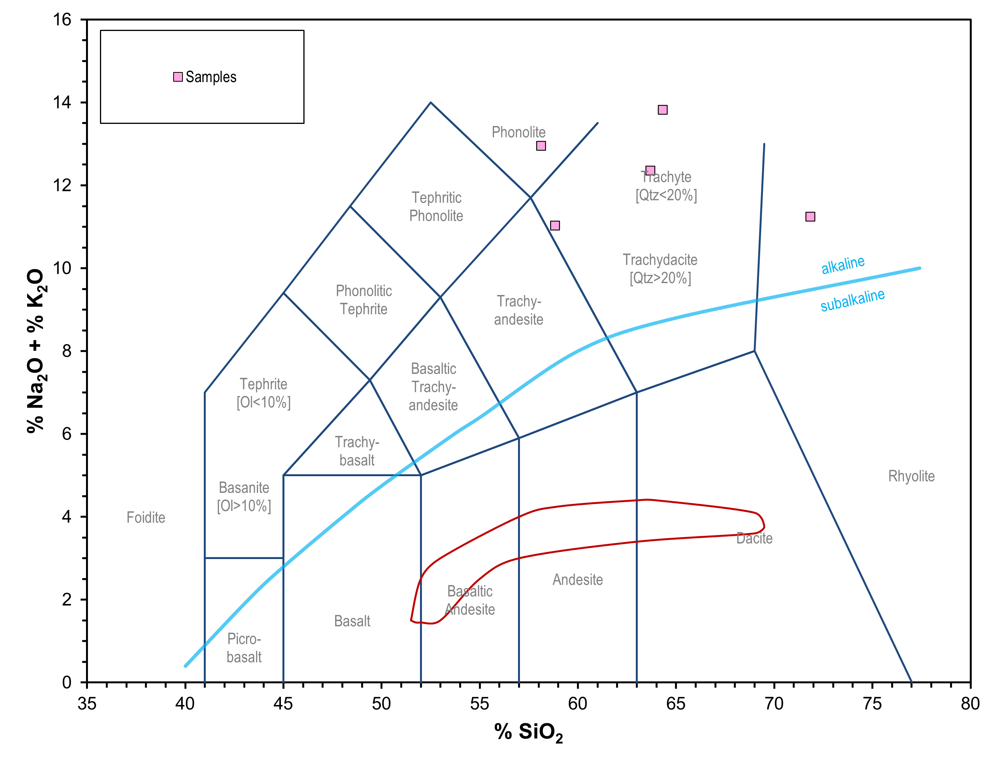 16
14
12
10
8
6
4
2
0
% Na₂O + % K₂O
Samples
Phonolite
Trachyte
[Qtz<20%]
Tephritic
Phonolite
Trachydacite
[Qtz>20%]
alkaline
subalkaline
Phonolitic
Tephrite
Trachy-
andesite
Tephrite
[Ol<10%]
Basaltic
Trachy-
andesite
Trachy-
basalt
Basanite
[Ol>10%]
Rhyolite
Foidite
Dacite
Andesite
Basaltic
Andesite
Basalt
Picro-
basalt
35 40 45 50 55 60 65 70 75 80
% SiO₂